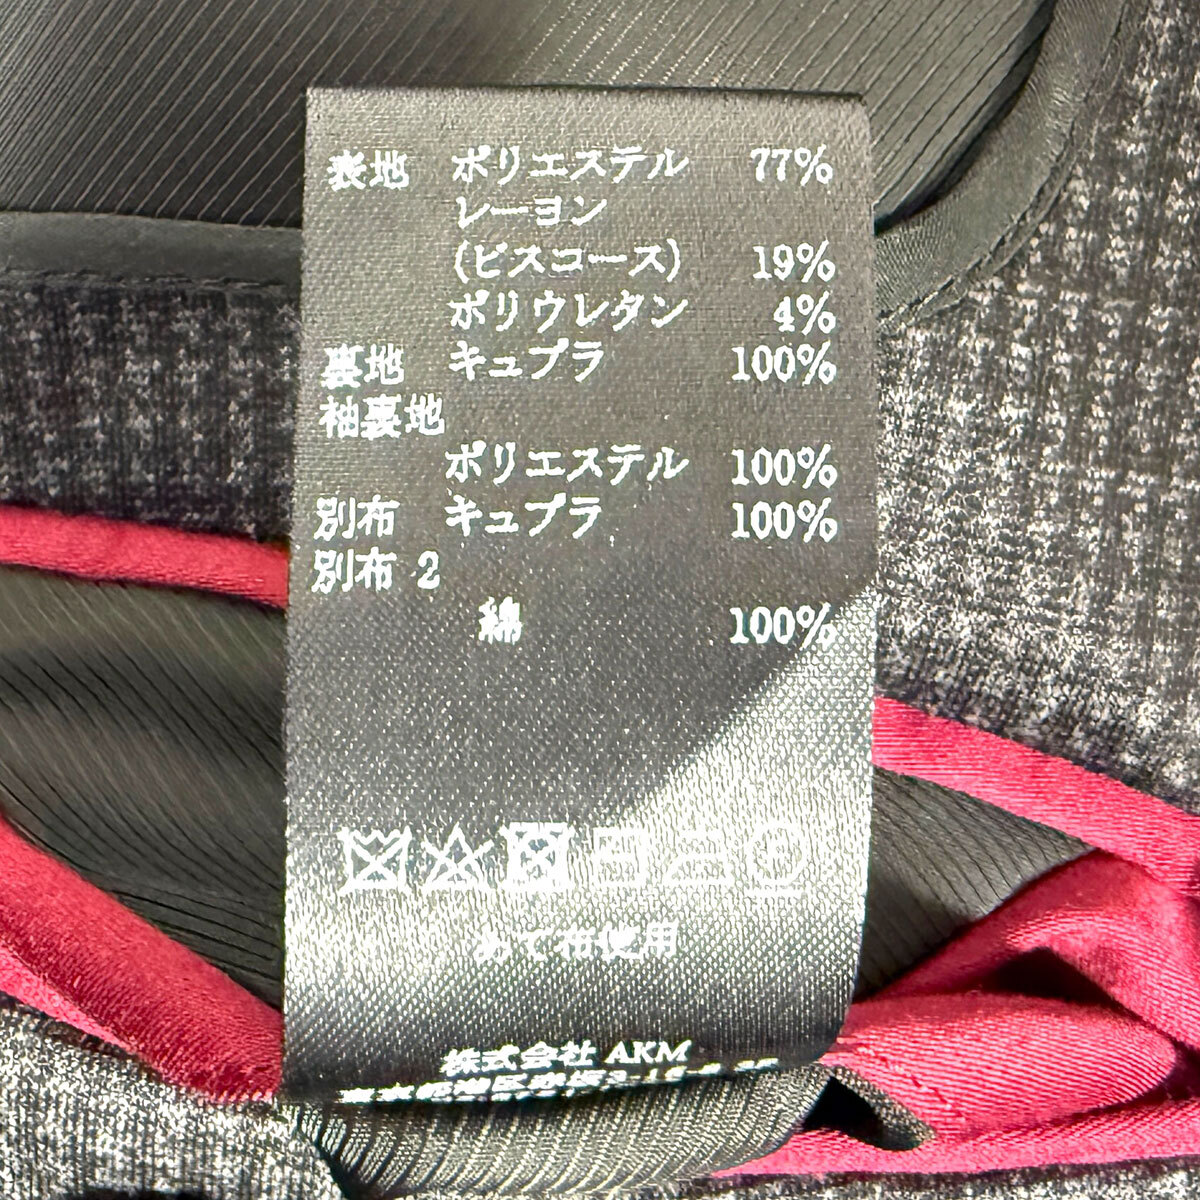 表地 ポリエステル 77%
レーヨン
(ビスコース) 19%
ポリウレタン 4%
裏地 キュプラ 100%
袖裏地
ポリエステル 100%
別布 キュプラ 100%
別布 2
綿 100%
あて布使用
株式会社 AKM